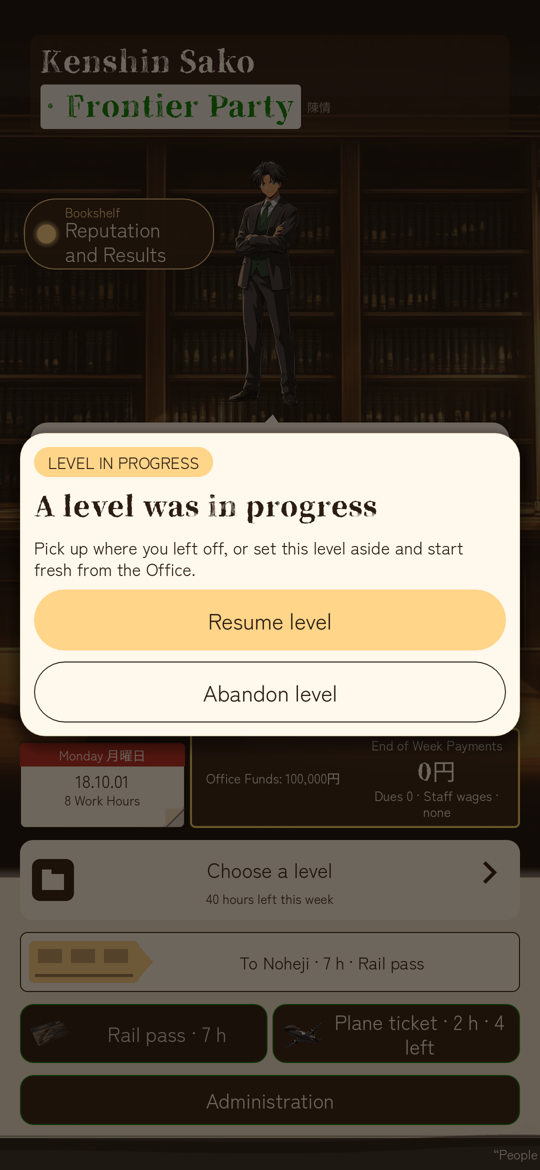 Kenshin Sako
· Frontier Party 陳情
Bookshelf
Reputation
and Results
LEVEL IN PROGRESS
A level was in progress
Pick up where you left off, or set this level aside and start
fresh from the Office.
Resume level
Abandon level
Monday 月曜日
18.10.01
8 Work Hours
Office Funds: 100,000円
End of Week Payments
0円
Dues 0 · Staff wages ·
none
Choose a level
40 hours left this week
To Noheji · 7 h · Rail pass
Rail pass · 7 h
Plane ticket · 2 h · 4
left
Administration
“People